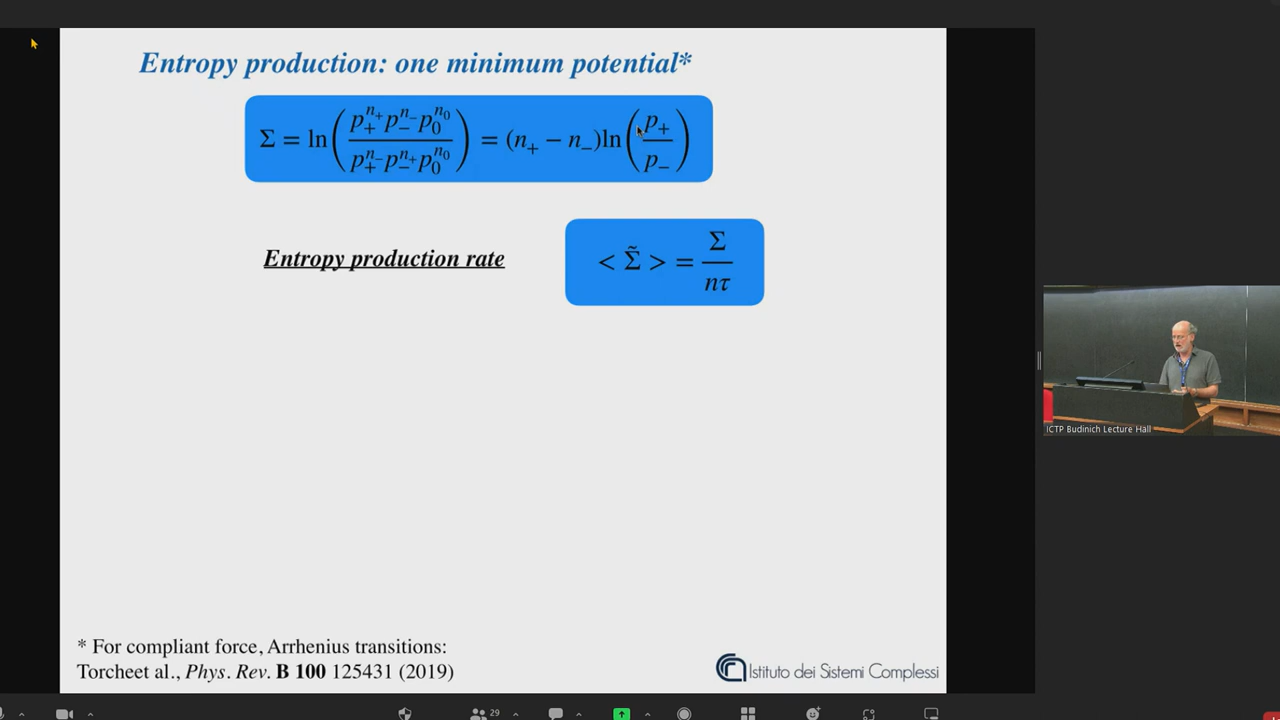 Entropy production: one minimum potential*
Σ = ln(p₊^{n₊} p₋^{n₋} p₀^{n₀} / p₊^{n₋} p₋^{n₊} p₀^{n₀}) = (n₊ − n₋)ln(p₊ / p₋)
Entropy production rate
< Σ̃ > = Σ / nτ
ICTP Budinich Lecture Hall
* For compliant force, Arrhenius transitions:
Torcheet al., Phys. Rev. B 100 125431 (2019)
Istituto dei Sistemi Complessi
29